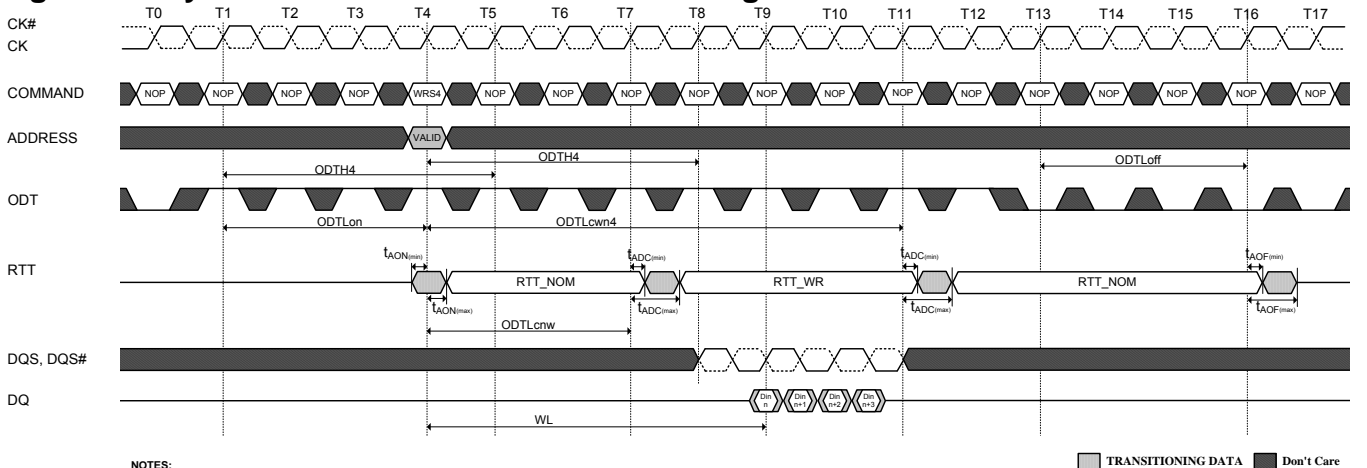 T0 T1 T2 T3 T4 T5 T6 T7 T8 T9 T10 T11 T12 T13 T14 T15 T16 T17
CK#
CK
COMMAND NOP NOP NOP NOP WRS4 NOP NOP NOP NOP NOP NOP NOP NOP NOP NOP NOP NOP NOP
ADDRESS VALID
ODTH4 ODTLoff
ODTH4
ODT
ODTLon ODTLcwn4
tAON(min) tADC(min) tADC(min) tAOF(min)
RTT RTT_NOM RTT_WR RTT_NOM
tAON(max) tADC(max) tADC(max) tAOF(max)
ODTLcnw
DQS, DQS#
DQ Din n Din n+1 Din n+2 Din n+3
WL
NOTES: TRANSITIONING DATA Don't Care